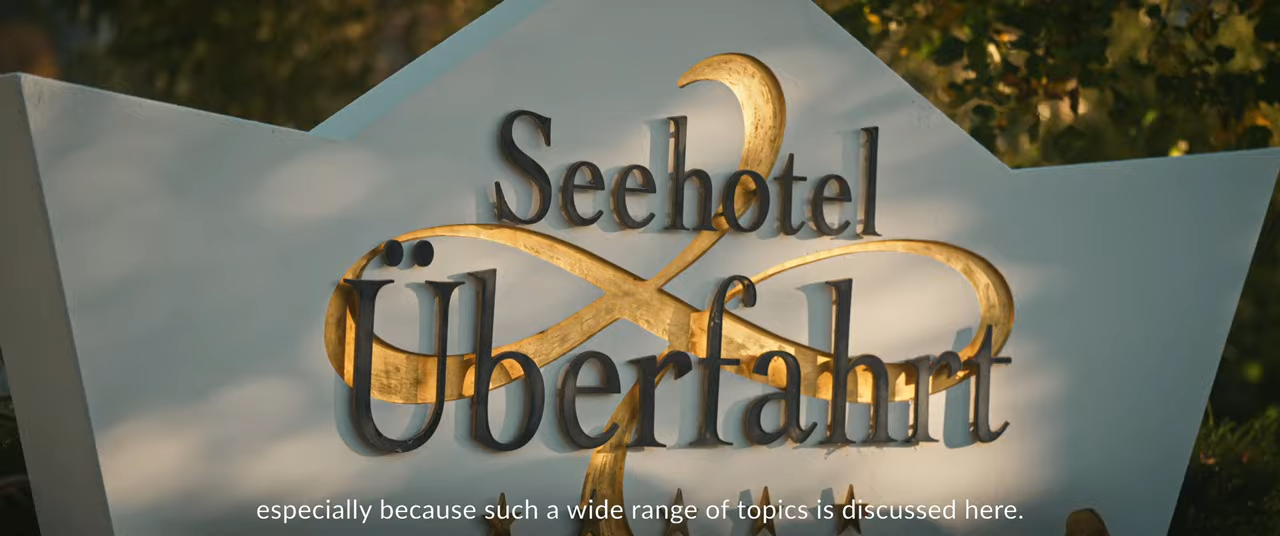 Seehotel
Überfahrt
especially because such a wide range of topics is discussed here.